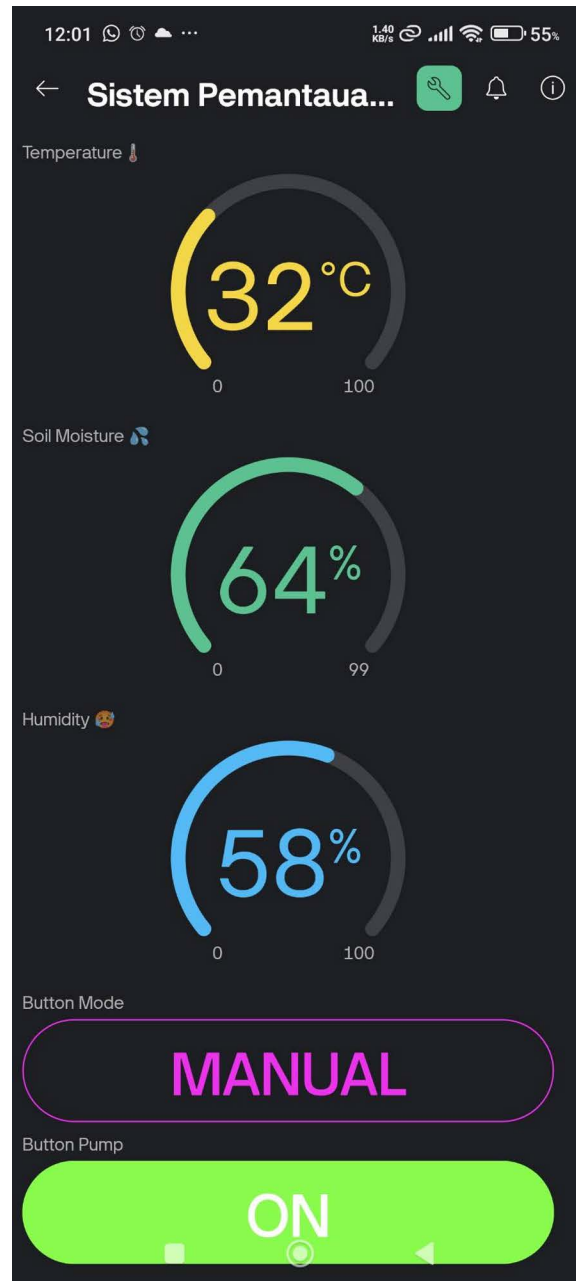 12:01 ... 1.40 KB/s 55%
Sistem Pemantaua...
Temperature 🌡️
32°C
0 100
Soil Moisture 💦
64%
0 99
Humidity 🥵
58%
0 100
Button Mode
MANUAL
Button Pump
ON